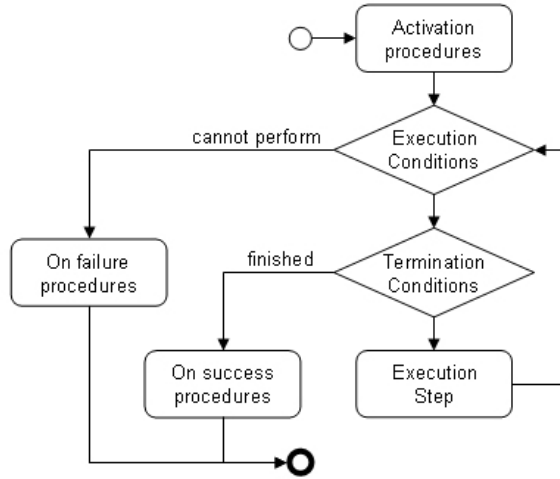 Activation
procedures
cannot perform
Execution
Conditions
On failure
procedures
finished
Termination
Conditions
On success
procedures
Execution
Step